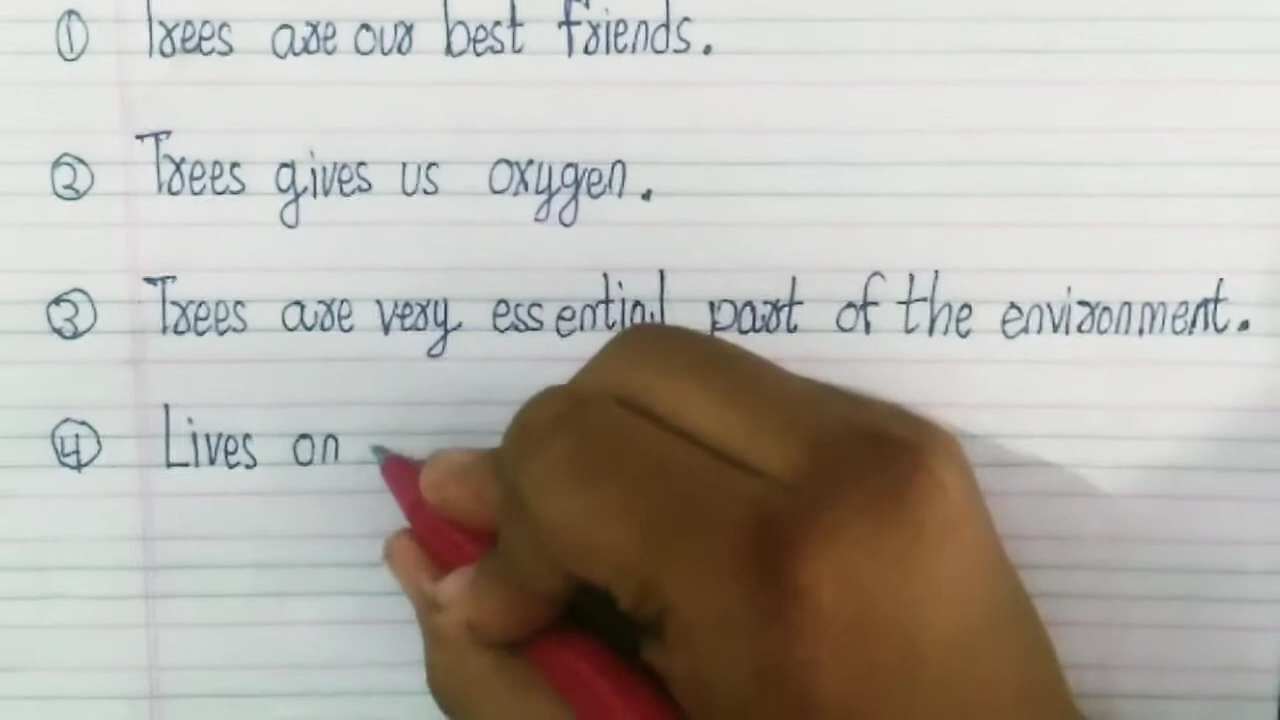 ① Trees are our best friends.
② Trees gives us oxygen.
③ Trees are very essential part of the environment.
④ Lives on